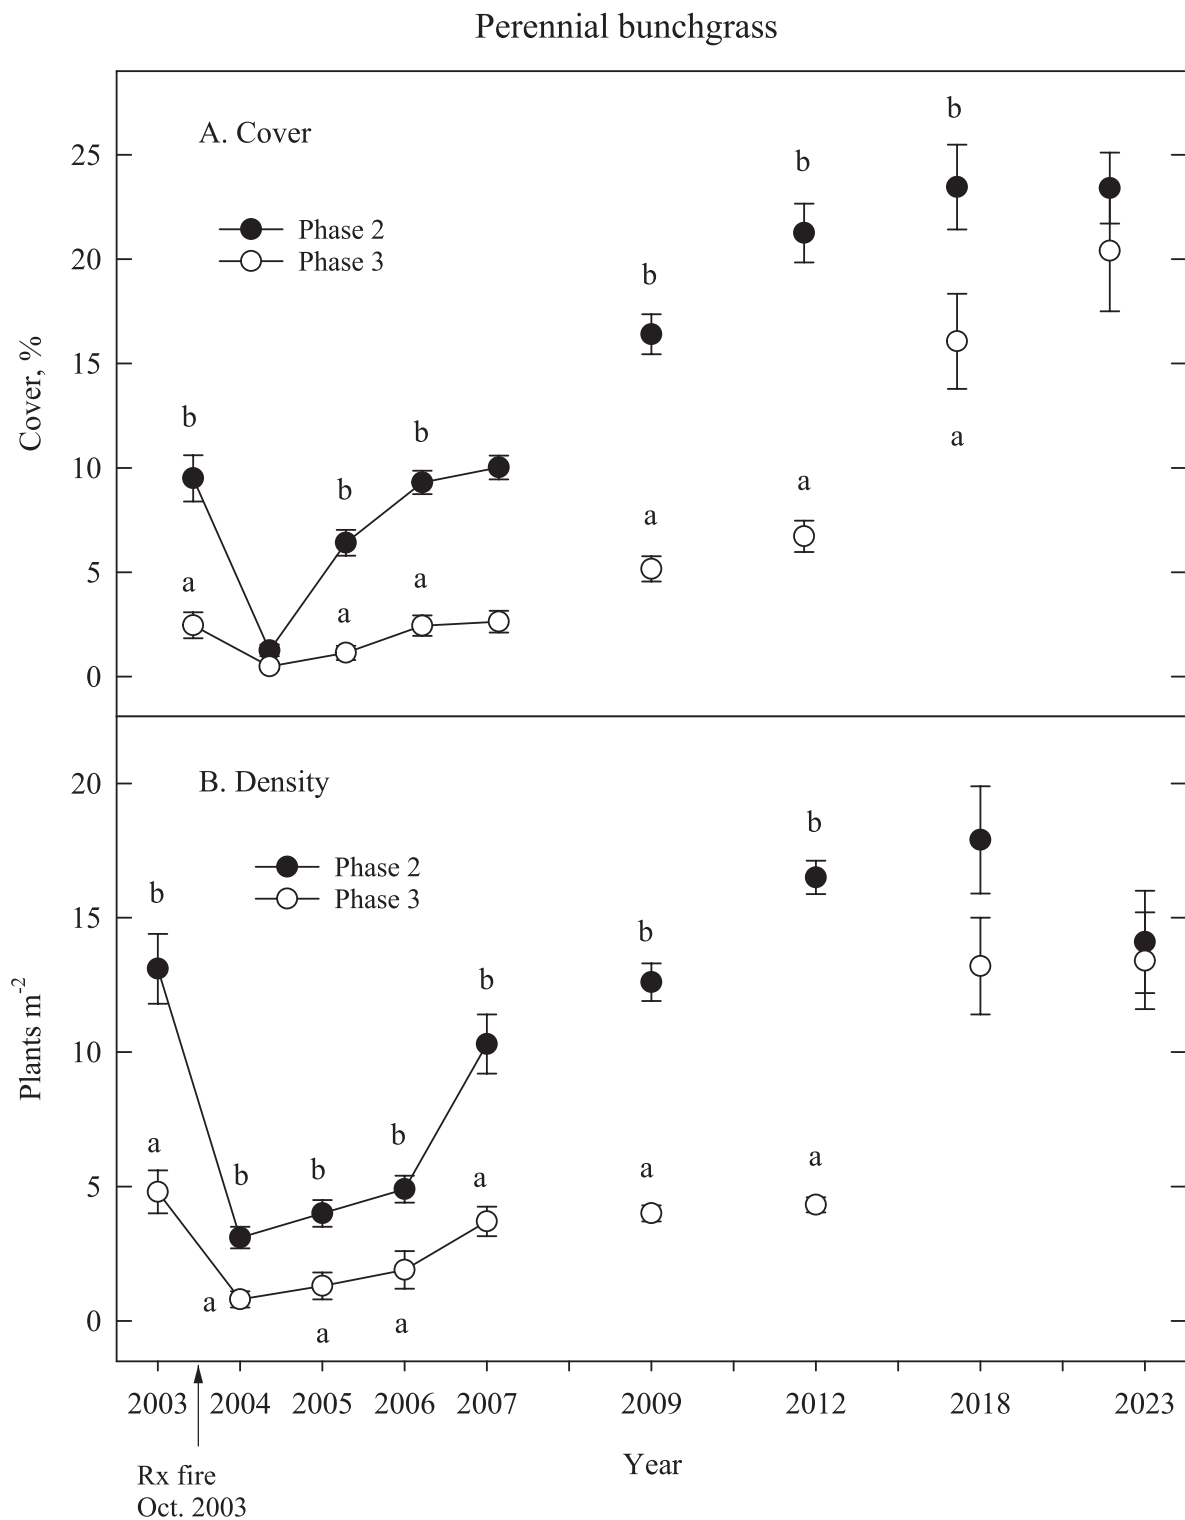 Perennial bunchgrass
A. Cover
Phase 2
Phase 3
Cover, %
25
20
15
10
5
0
b
a
b
a
b
a
b
a
b
a
b
a
B. Density
Phase 2
Phase 3
Plants m⁻²
20
15
10
5
0
b
a
b
a
b
a
b
a
b
a
b
a
b
a
2003 2004 2005 2006 2007 2009 2012 2018 2023
Year
Rx fire
Oct. 2003